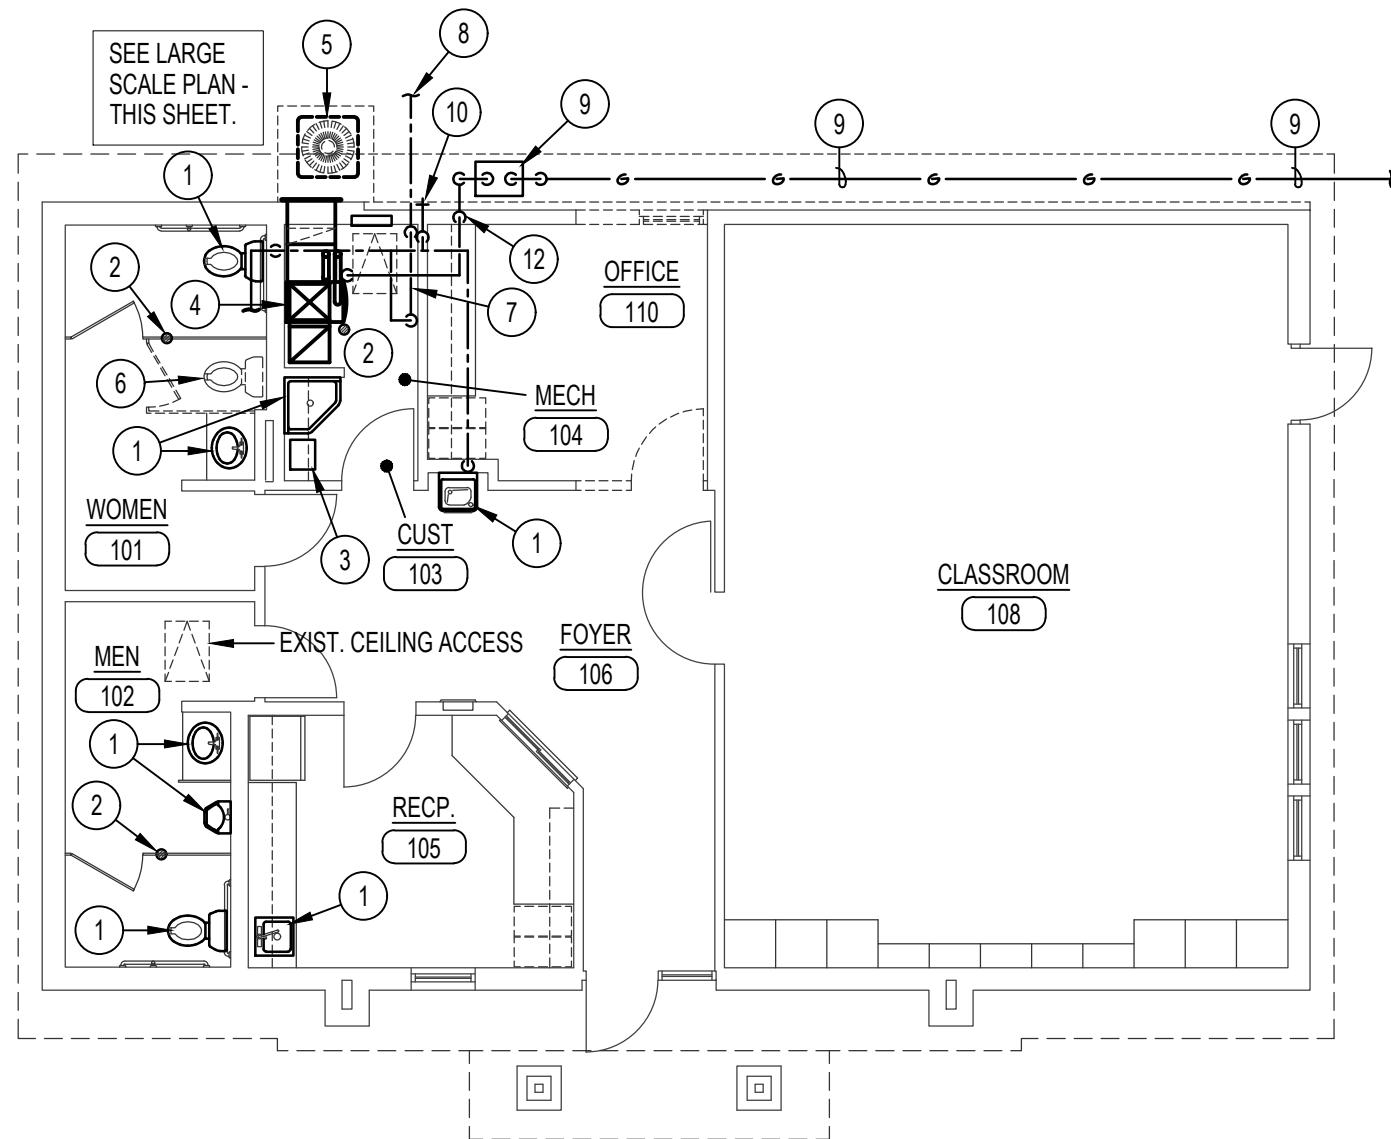 5
8
SEE LARGE
SCALE PLAN -
THIS SHEET.
10
9
9
9
1
G
G
G
G
G
2
12
OFFICE
110
4
7
2
6
MECH
104
1
WOMEN
101
CUST
103
3
1
CLASSROOM
108
EXIST. CEILING ACCESS
FOYER
106
MEN
102
1
2
RECP.
105
1
1